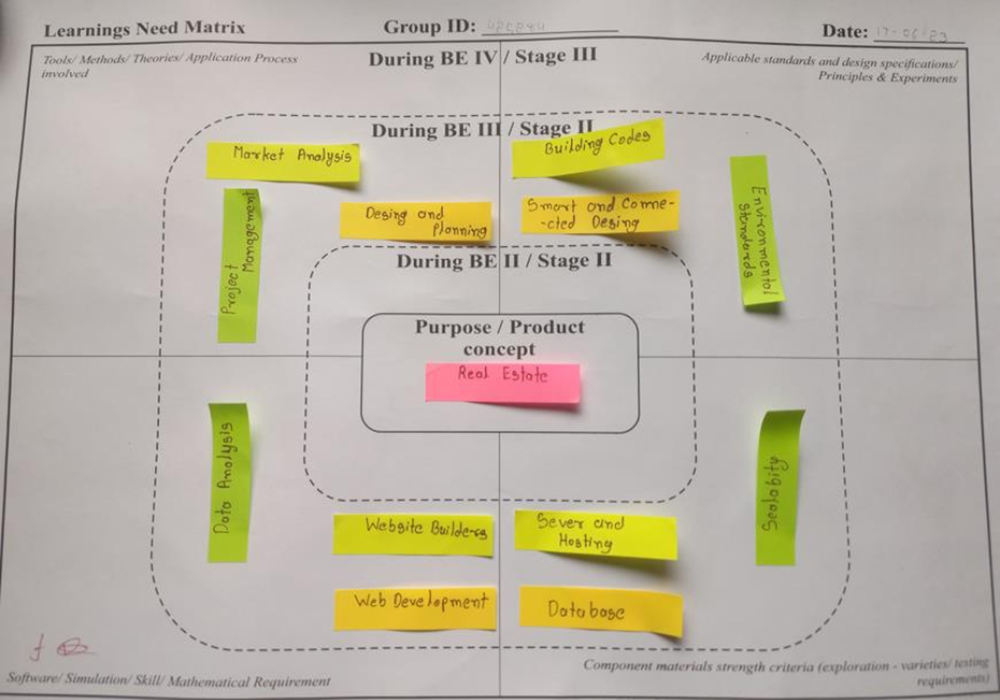 Learnings Need Matrix
Group ID:
Date: 17-06-23
Tools/ Methods/ Theories/ Application Process
involved
During BE IV / Stage III
Applicable standards and design specifications/
Principles & Experiments
During BE III / Stage II
Market Analysis
Building Codes
Project
Management
Desing and
Planning
Smart and Conne-
-cted Desing
Environmental
Standards
During BE II / Stage II
Purpose / Product
concept
Real Estate
Data Analysis
Scalabity
Website Builders
Sever and
Hosting
Web Development
Database
Software/ Simulation/ Skill/ Mathematical Requirement
Component materials strength criteria (exploration - varieties/ testing
requirements)